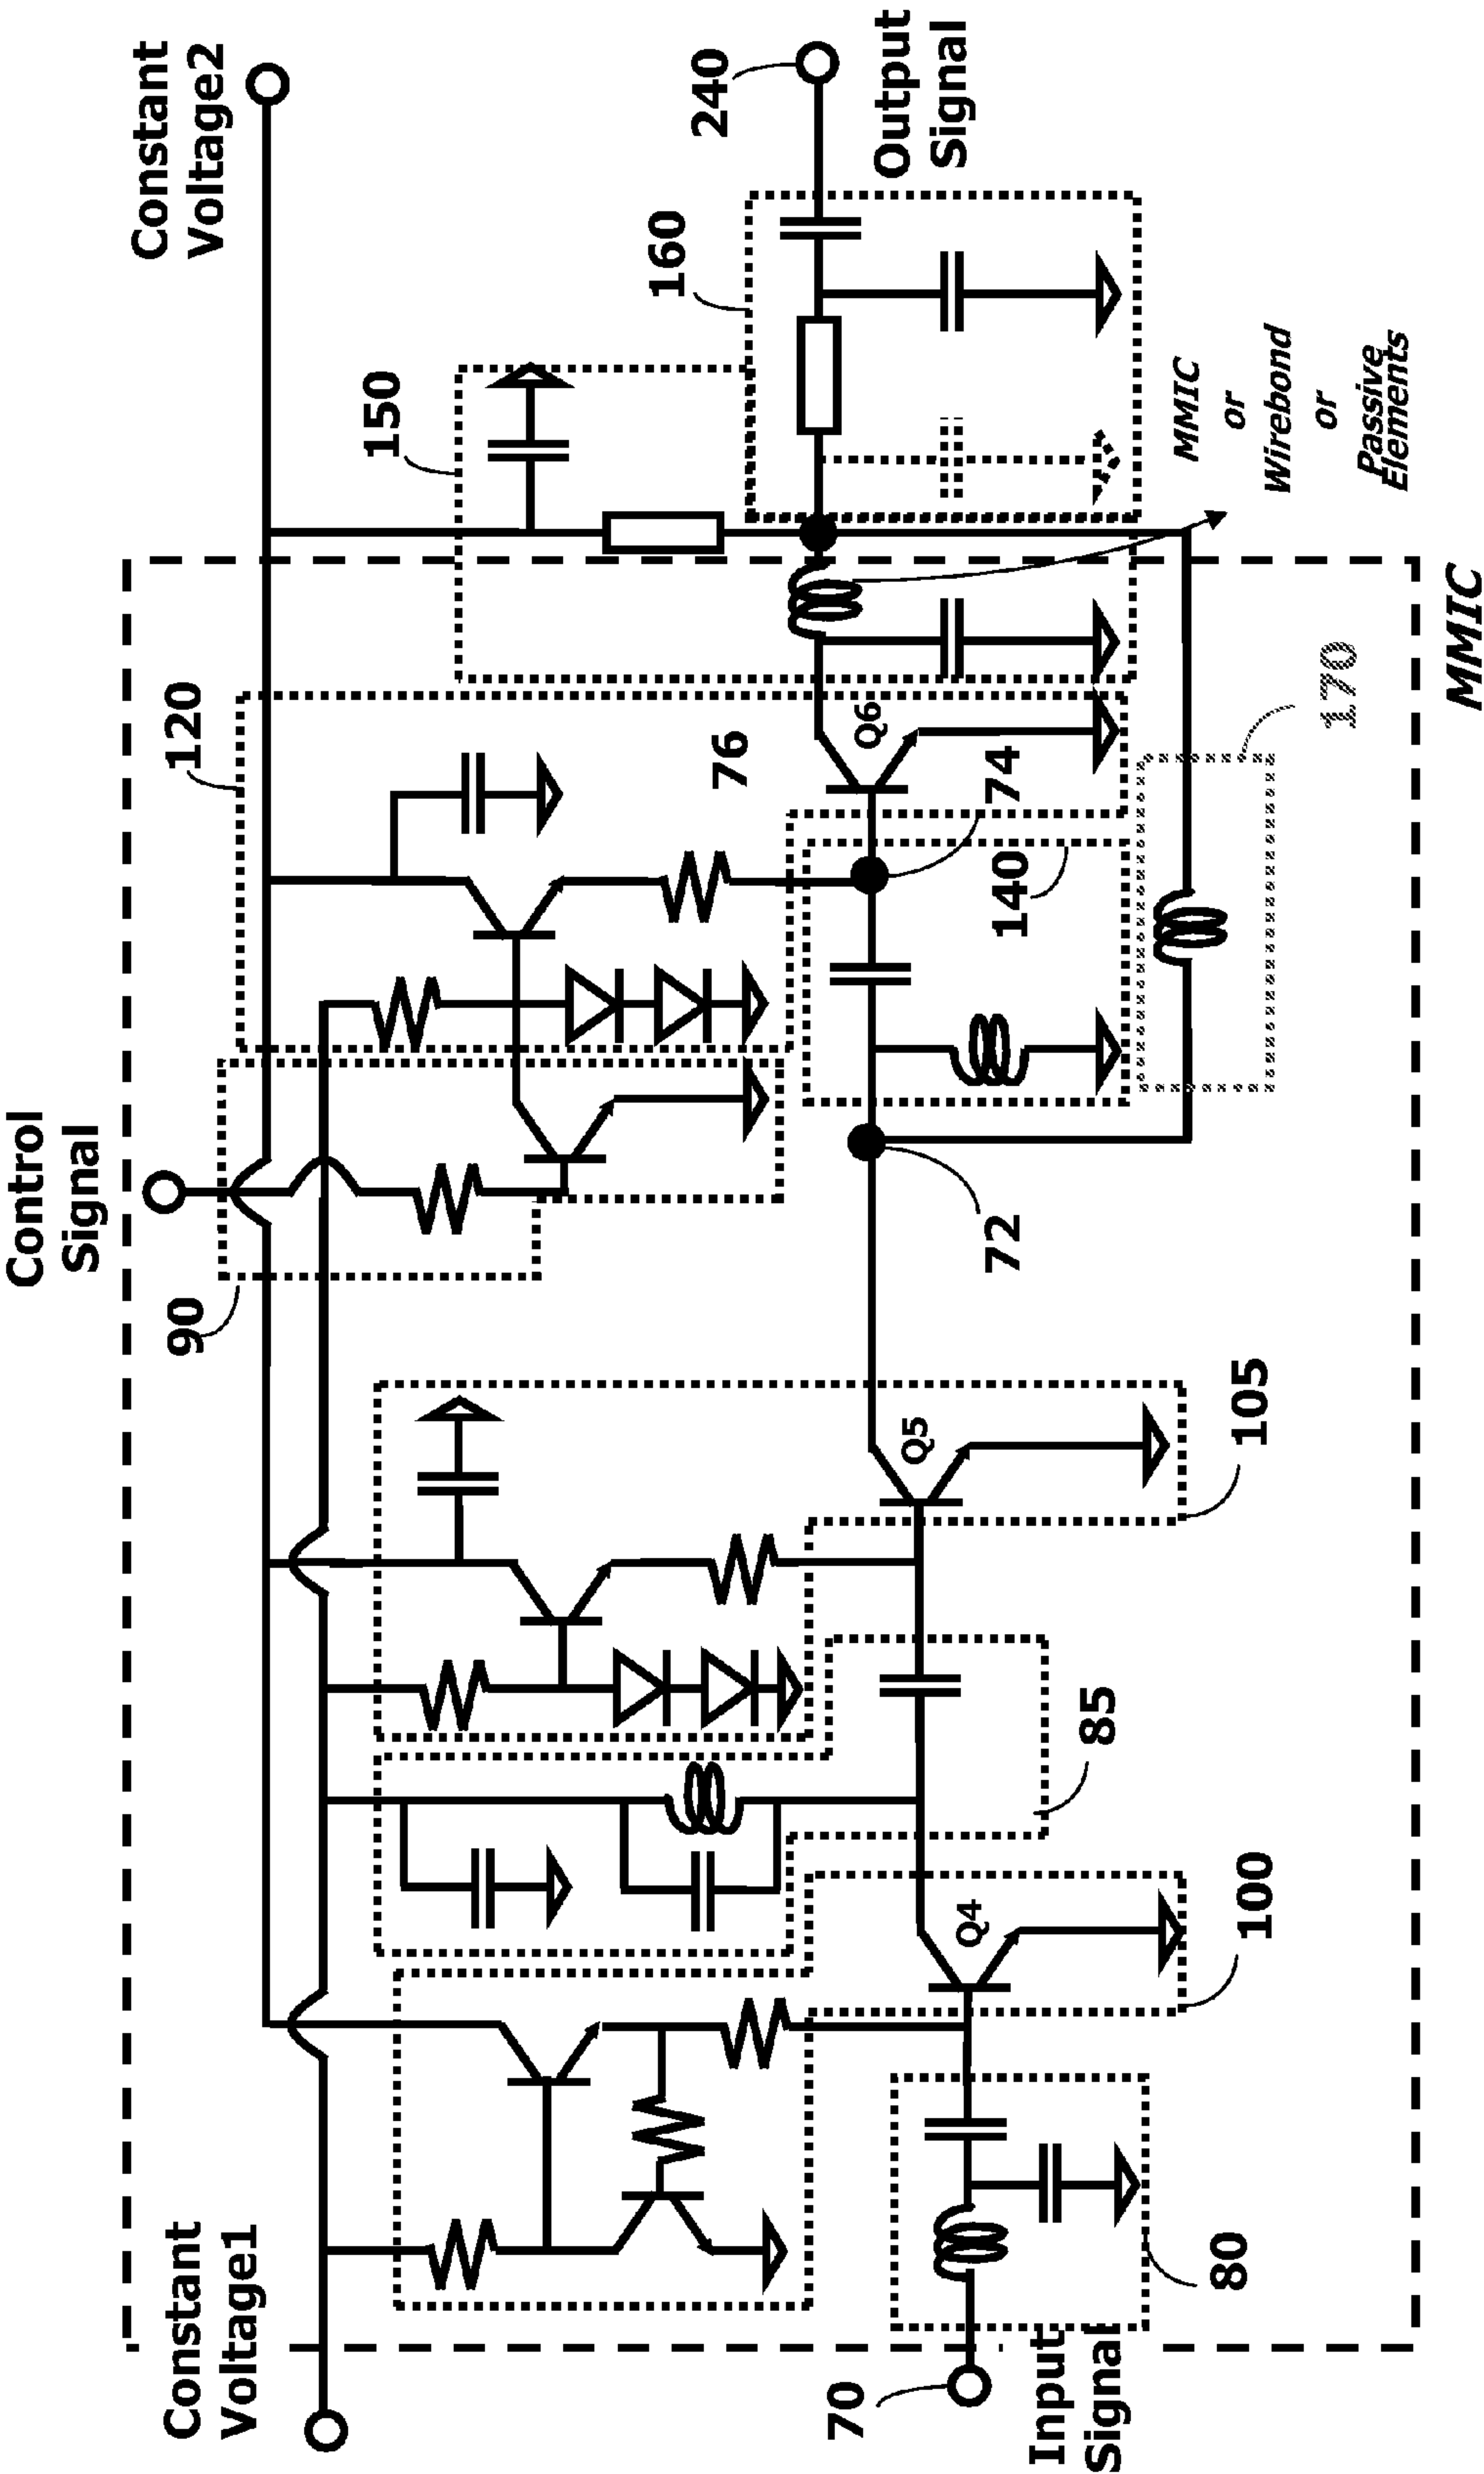 Constant
Voltage1
Control
Signal
Constant
Voltage2
90
120
150
160
240
Output
Signal
76
Q6
74
140
72
Q5
105
85
Q4
100
70
Input
Signal
80
170
MMIC
or
Wirebond
or
Passive
Elements
MMIC